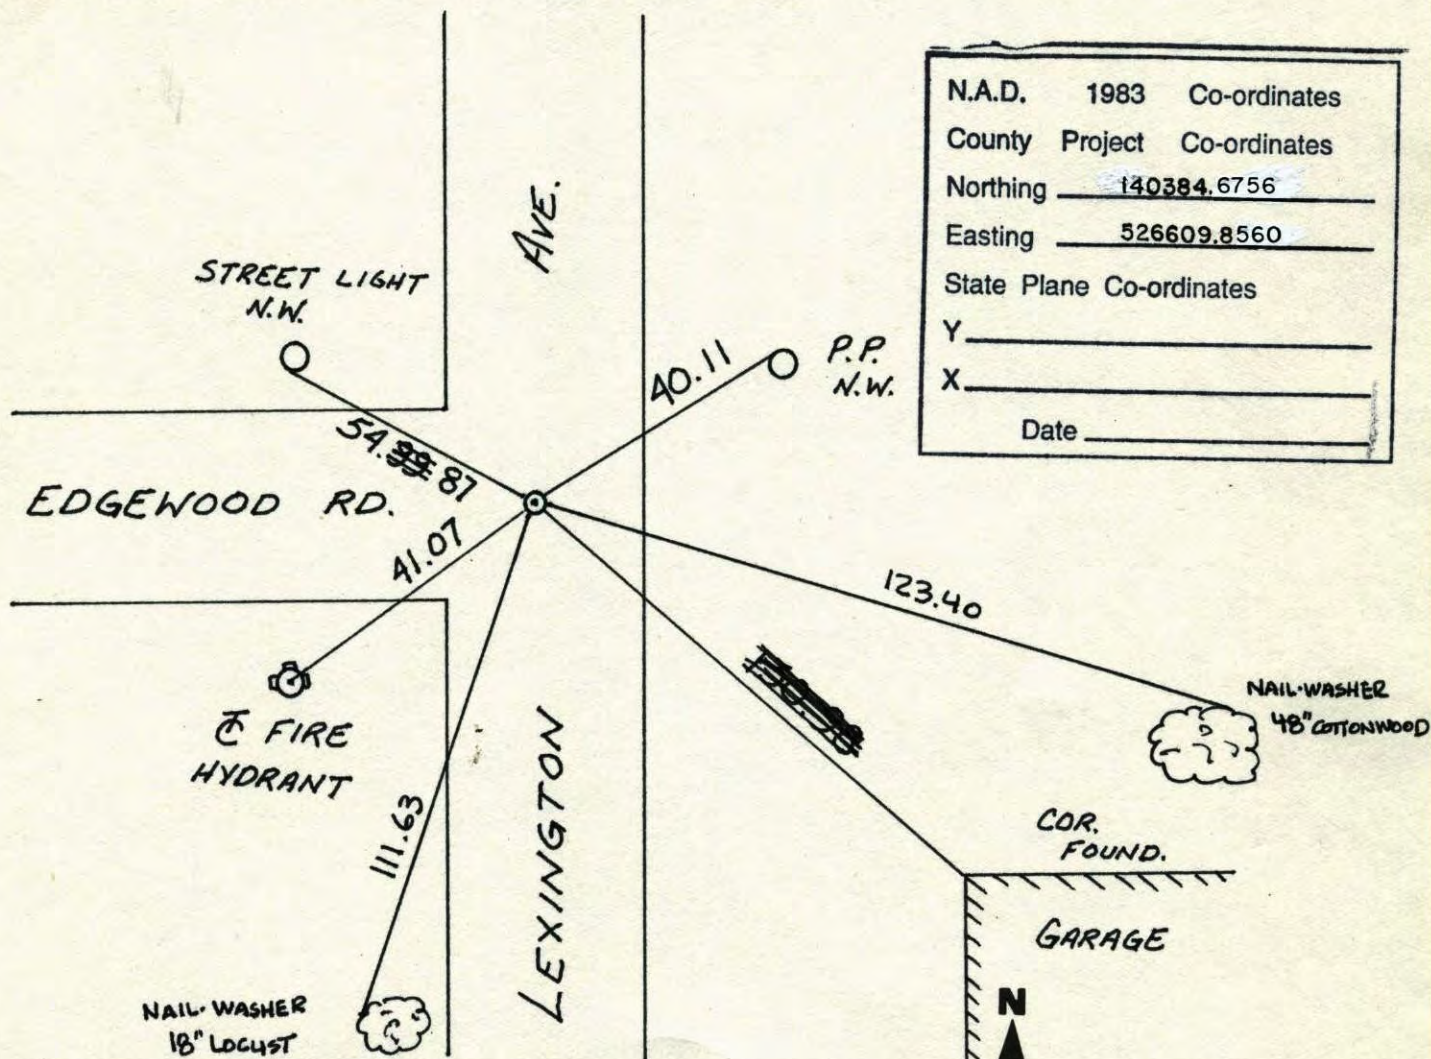 N.A.D. 1983 Co-ordinates
County Project Co-ordinates
Northing 140384.6756
Easting 526609.8560
State Plane Co-ordinates
Y
X
Date
AVE.
STREET LIGHT
N.W.
40.11
P.P.
N.W.
54. 87
EDGEWOOD RD.
41.07
123.40
NAIL·WASHER
48" COTTONWOOD
℄ FIRE
HYDRANT
111.63
LEXINGTON
COR.
FOUND.
GARAGE
NAIL·WASHER
18" LOCUST
N